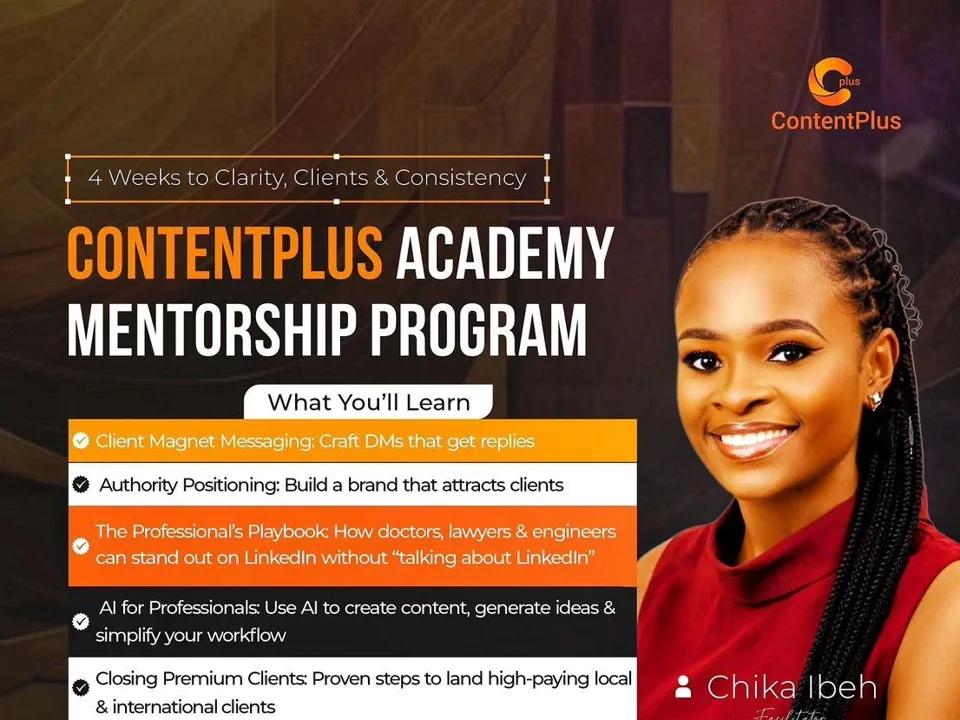 plus
ContentPlus
4 Weeks to Clarity, Clients & Consistency
CONTENTPLUS ACADEMY
MENTORSHIP PROGRAM
What You'll Learn
Client Magnet Messaging: Craft DMs that get replies
Authority Positioning: Build a brand that attracts clients
The Professional's Playbook: How doctors, lawyers & engineers
can stand out on LinkedIn without “talking about LinkedIn”
AI for Professionals: Use AI to create content, generate ideas &
simplify your workflow
Closing Premium Clients: Proven steps to land high-paying local
& international clients
Chika Ibeh
Facilitator